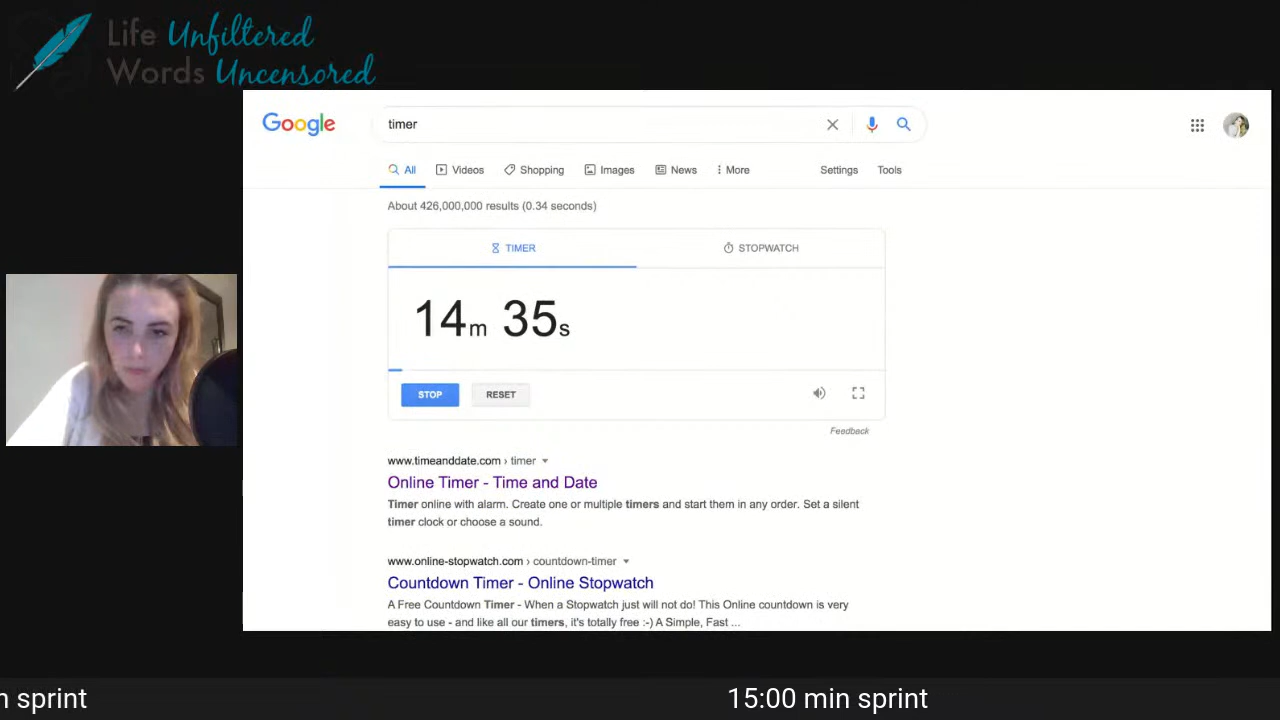 Life Unfiltered
Words Uncensored
Google
timer
All Videos Shopping Images News More Settings Tools
About 426,000,000 results (0.34 seconds)
TIMER STOPWATCH
14m 35s
STOP RESET
Feedback
www.timeanddate.com › timer
Online Timer - Time and Date
Timer online with alarm. Create one or multiple timers and start them in any order. Set a silent
timer clock or choose a sound.
www.online-stopwatch.com › countdown-timer
Countdown Timer - Online Stopwatch
A Free Countdown Timer - When a Stopwatch just will not do! This Online countdown is very
easy to use - and like all our timers, it's totally free :-) A Simple, Fast ...
n sprint 15:00 min sprint